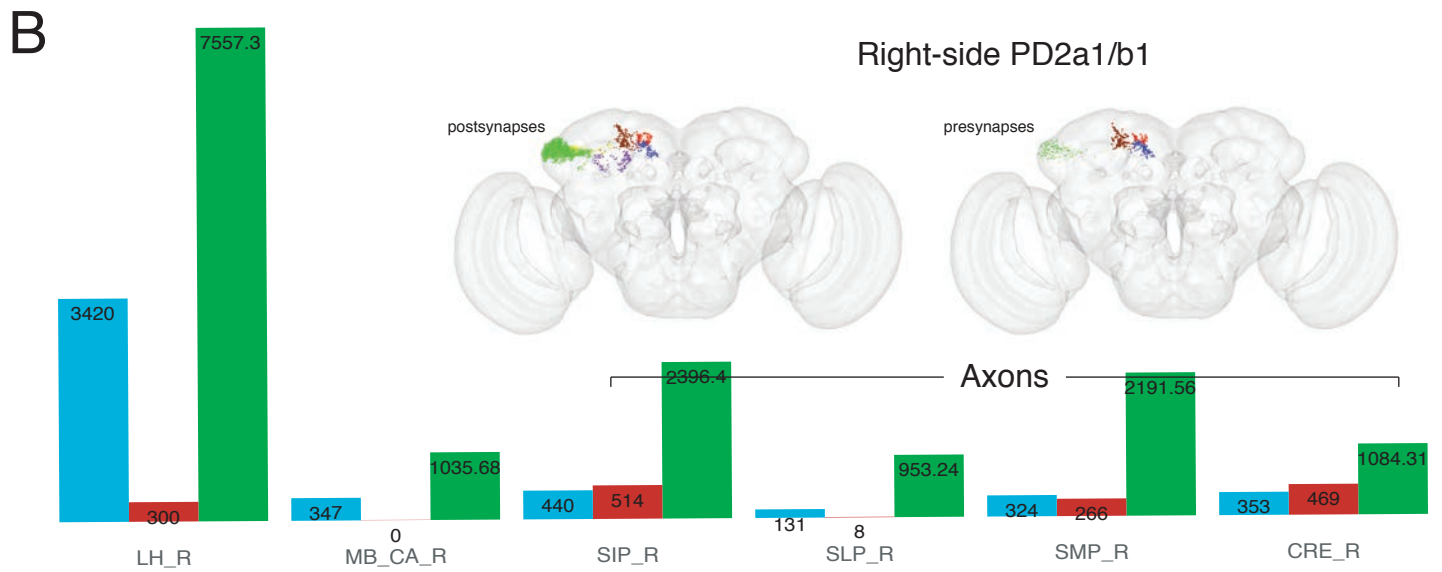 B
7557.3
Right-side PD2a1/b1
postsynapses
presynapses
3420
Axons
2396.4
2191.56
1035.68
953.24
1084.31
300
347
0
440
514
131
8
324
266
353
469
LH_R
MB_CA_R
SIP_R
SLP_R
SMP_R
CRE_R